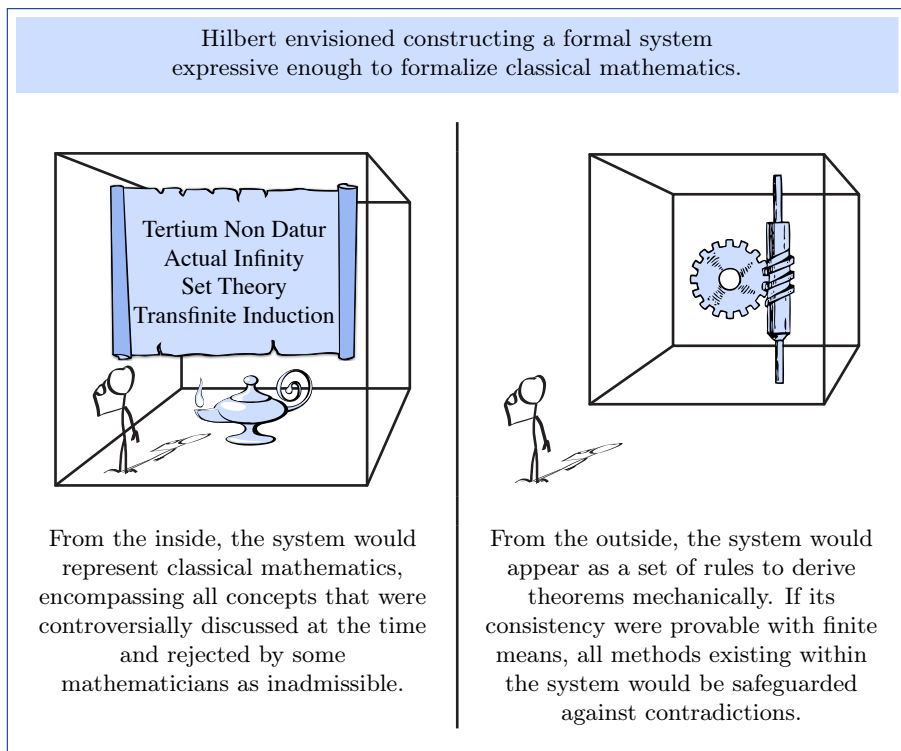 Hilbert envisioned constructing a formal system
expressive enough to formalize classical mathematics.
Tertium Non Datur
Actual Infinity
Set Theory
Transfinite Induction
From the inside, the system would
represent classical mathematics,
encompassing all concepts that were
controversially discussed at the time
and rejected by some
mathematicians as inadmissible.
From the outside, the system would
appear as a set of rules to derive
theorems mechanically. If its
consistency were provable with finite
means, all methods existing within
the system would be safeguarded
against contradictions.